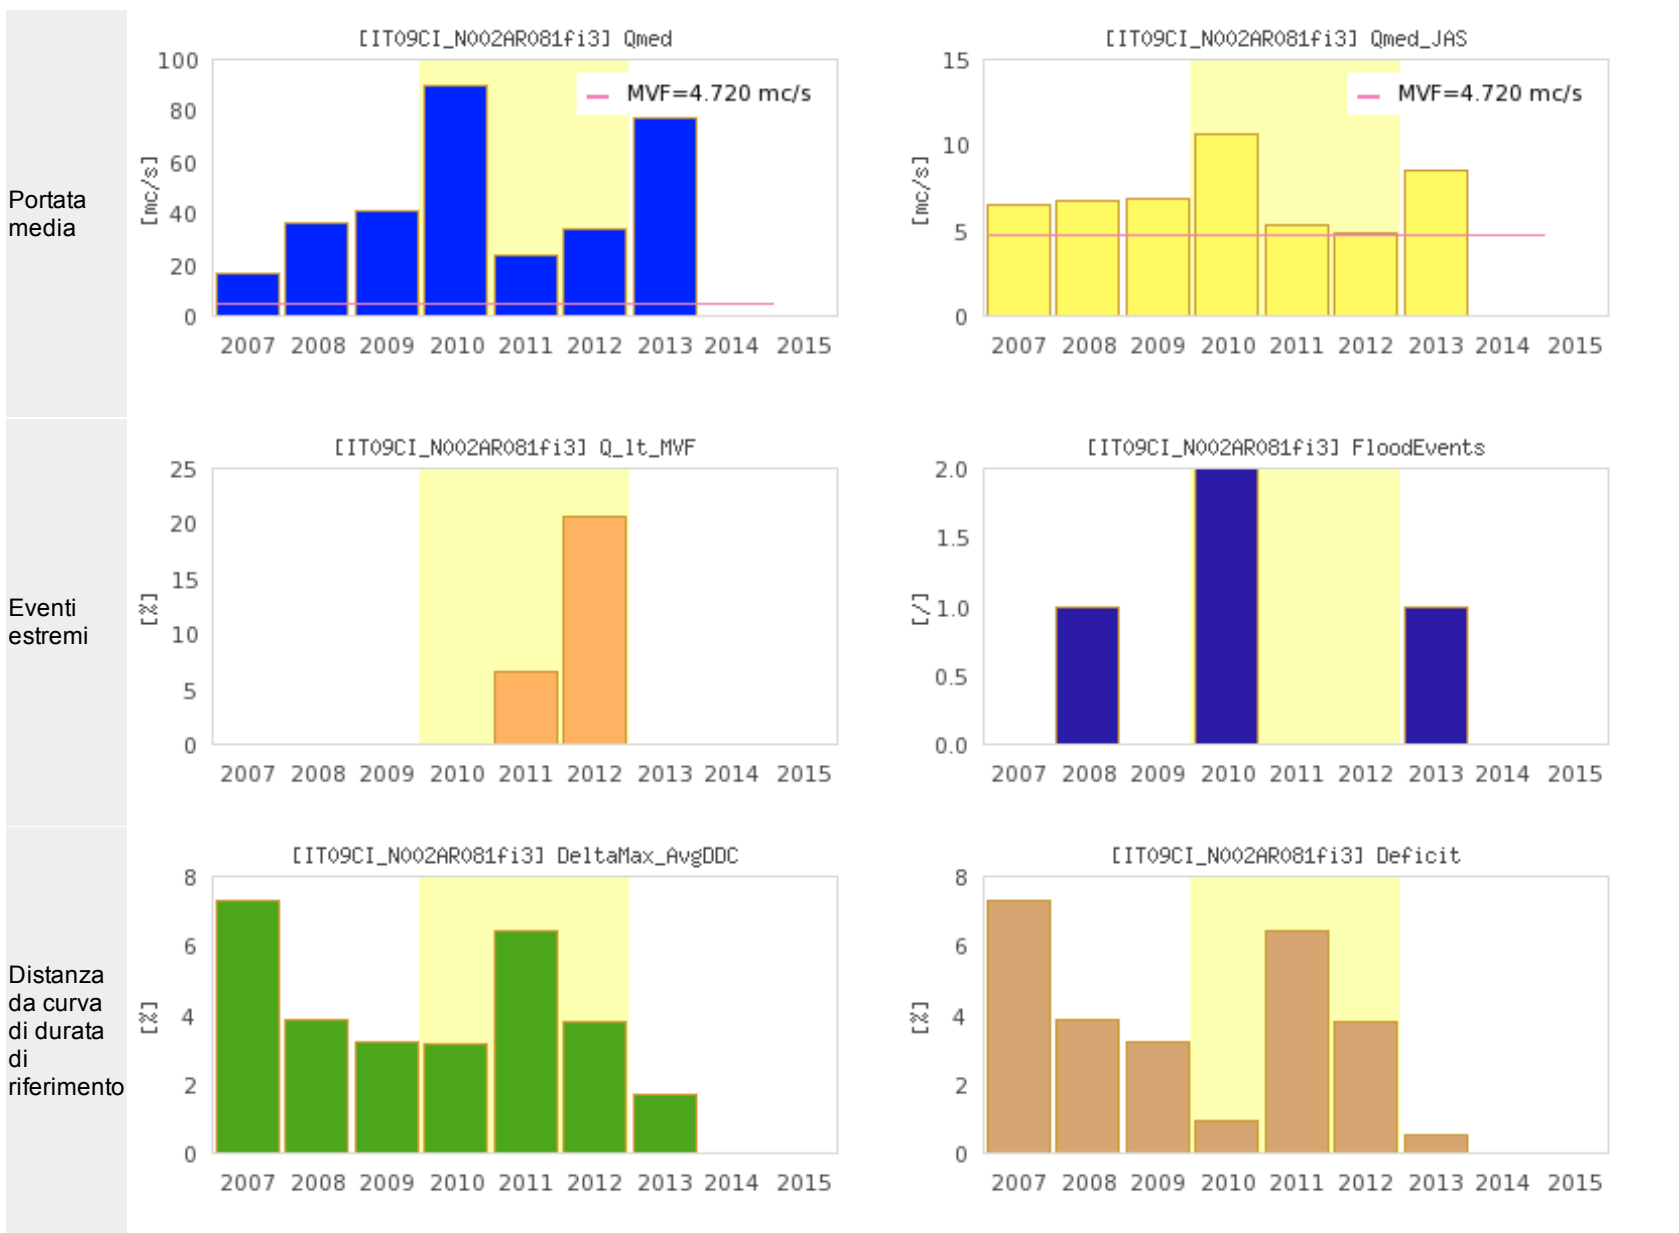 Portata
media
[IT09CI_N002AR081fi3] Qmed
100
80
60
40
20
0
[mc/s]
MVF=4.720 mc/s
2007 2008 2009 2010 2011 2012 2013 2014 2015
[IT09CI_N002AR081fi3] Qmed_JAS
15
10
5
0
[mc/s]
MVF=4.720 mc/s
2007 2008 2009 2010 2011 2012 2013 2014 2015
Eventi
estremi
[IT09CI_N002AR081fi3] Q_lt_MVF
25
20
15
10
5
0
[%]
2007 2008 2009 2010 2011 2012 2013 2014 2015
[IT09CI_N002AR081fi3] FloodEvents
2.0
1.5
1.0
0.5
0.0
[/]
2007 2008 2009 2010 2011 2012 2013 2014 2015
Distanza
da curva
di durata
di
riferimento
[IT09CI_N002AR081fi3] DeltaMax_AvgDDC
8
6
4
2
0
[%]
2007 2008 2009 2010 2011 2012 2013 2014 2015
[IT09CI_N002AR081fi3] Deficit
8
6
4
2
0
[%]
2007 2008 2009 2010 2011 2012 2013 2014 2015